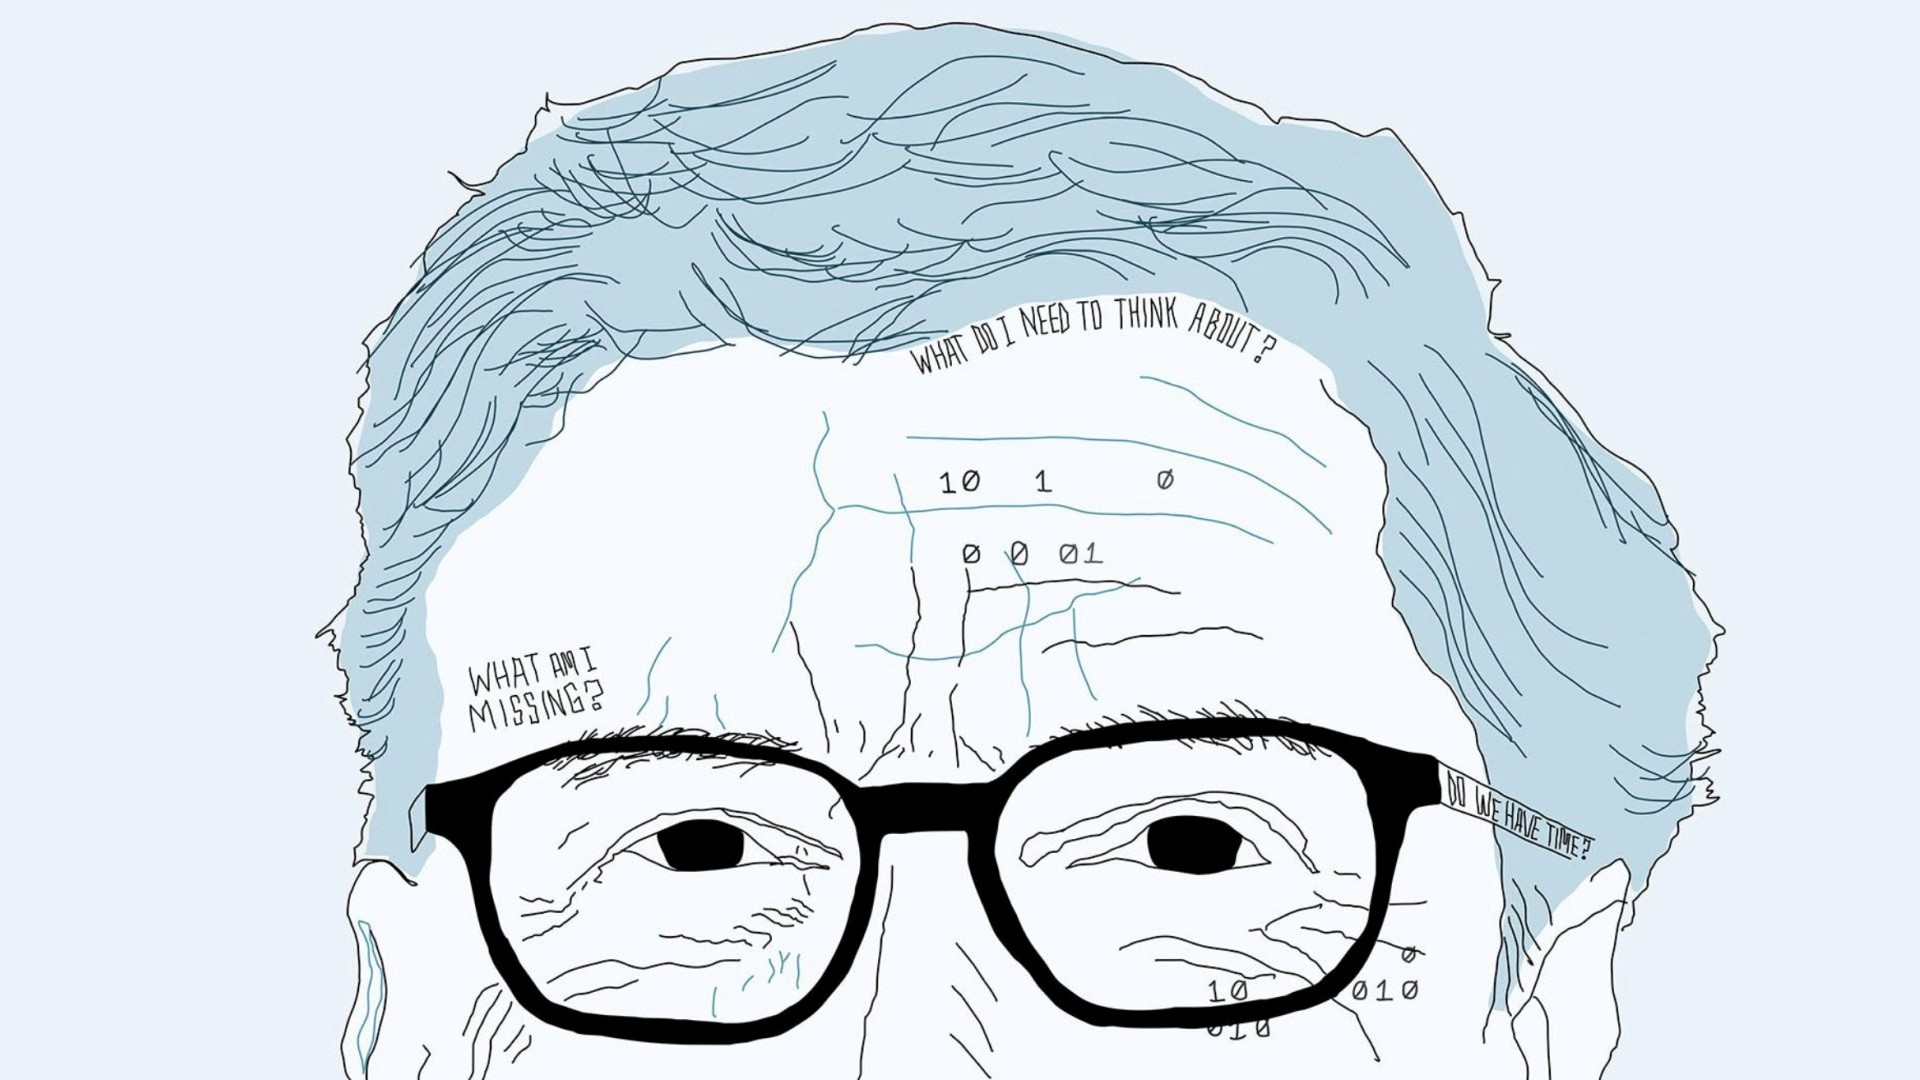 WHAT DO I NEED TO THINK ABOUT?
10 1 0
0 0 01
WHAT AM I
MISSING?
DO WE HAVE TIME?
0
10 010
010